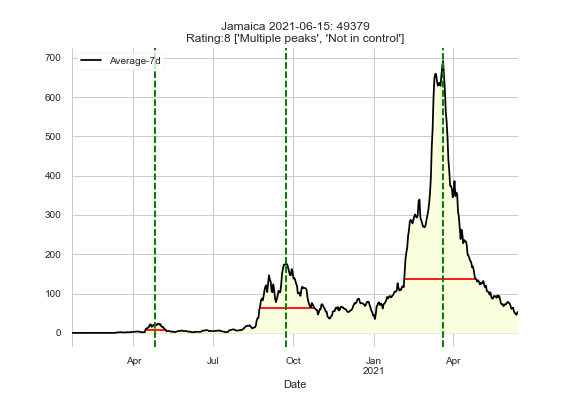 Jamaica 2021-06-15: 49379
Rating:8 ['Multiple peaks', 'Not in control']
Average-7d
700
600
500
400
300
200
100
0
Apr
Jul
Oct
Jan
2021
Apr
Date